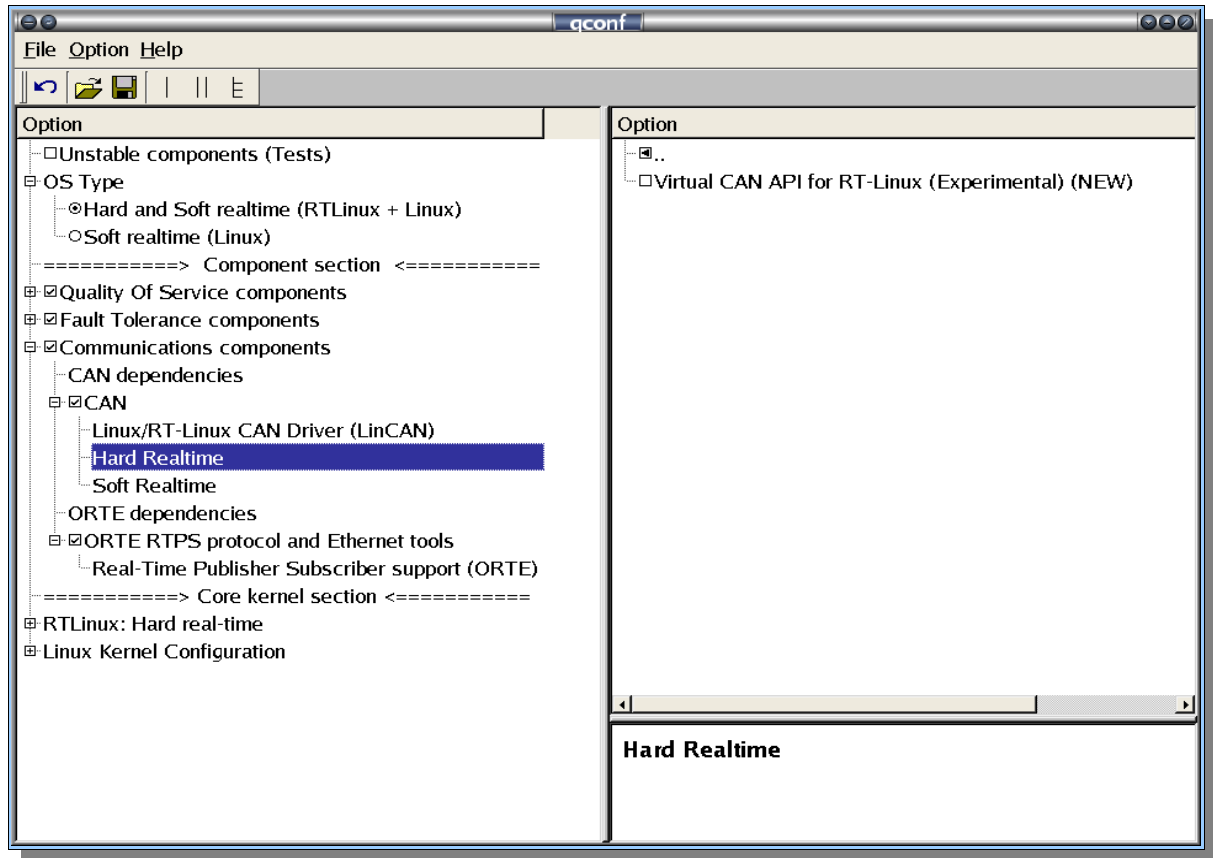 qconf
File Option Help
Option
Unstable components (Tests)
OS Type
Hard and Soft realtime (RTLinux + Linux)
Soft realtime (Linux)
===========> Component section <===========
Quality Of Service components
Fault Tolerance components
Communications components
CAN dependencies
CAN
Linux/RT-Linux CAN Driver (LinCAN)
Hard Realtime
Soft Realtime
ORTE dependencies
ORTE RTPS protocol and Ethernet tools
Real-Time Publisher Subscriber support (ORTE)
===========> Core kernel section <===========
RTLinux: Hard real-time
Linux Kernel Configuration
Option
..
Virtual CAN API for RT-Linux (Experimental) (NEW)
Hard Realtime